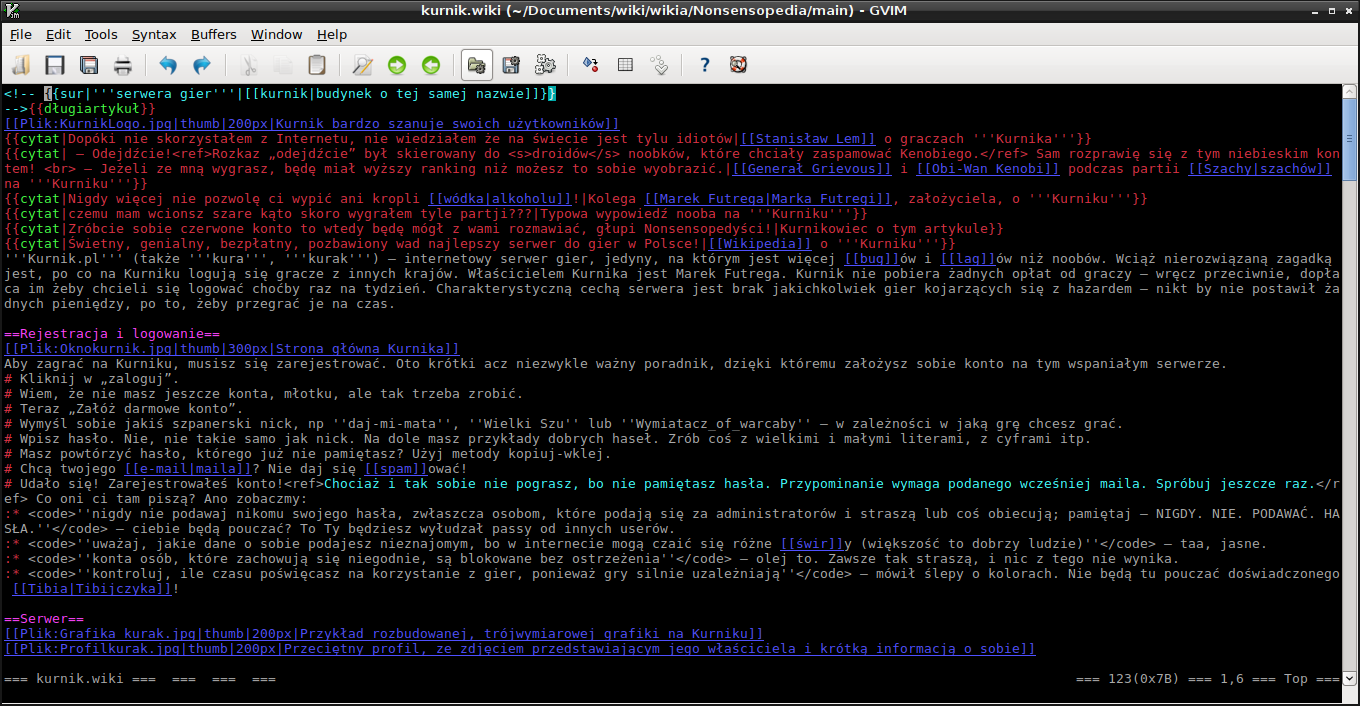 kurnik.wiki (~/Documents/wiki/wikia/Nonsensopedia/main) - GVIM
File Edit Tools Syntax Buffers Window Help
<!-- {{sur|'''serwera gier'''|[[kurnik|budynek o tej samej nazwie]]}}
-->{{długiartykuł}}
[[Plik:KurnikLogo.jpg|thumb|200px|Kurnik bardzo szanuje swoich użytkowników]]
{{cytat|Dopóki nie skorzystałem z Internetu, nie wiedziałem że na świecie jest tylu idiotów|[[Stanisław Lem]] o graczach '''Kurnika'''}}
{{cytat| – Odejdźcie!<ref>Rozkaz „odejdźcie” był skierowany do <s>droidów</s> noobków, które chciały zaspamować Kenobiego.</ref> Sam rozprawię się z tym niebieskim kon
tem! <br> – Jeżeli ze mną wygrasz, będę miał wyższy ranking niż możesz to sobie wyobrazić.|[[Generał Grievous]] i [[Obi-Wan Kenobi]] podczas partii [[Szachy|szachów]]
na '''Kurniku'''}}
{{cytat|Nigdy więcej nie pozwolę ci wypić ani kropli [[wódka|alkoholu]]!|Kolega [[Marek Futrega|Marka Futregi]], założyciela, o '''Kurniku'''}}
{{cytat|czemu mam wcionsz szare kąto skoro wygrałem tyle partji???|Typowa wypowiedź nooba na '''Kurniku'''}}
{{cytat|Zróbcie sobie czerwone konto to wtedy będę mógł z wami rozmawiać, głupi Nonsensopedyści!|Kurnikowiec o tym artykule}}
{{cytat|Świetny, genialny, bezpłatny, pozbawiony wad najlepszy serwer do gier w Polsce!|[[Wikipedia]] o '''Kurniku'''}}
'''Kurnik.pl''' (także '''kura''', '''kurak''') – internetowy serwer gier, jedyny, na którym jest więcej [[bug]]ów i [[lag]]ów niż noobów. Wciąż nierozwiązaną zagadką
jest, po co na Kurniku logują się gracze z innych krajów. Właścicielem Kurnika jest Marek Futrega. Kurnik nie pobiera żadnych opłat od graczy – wręcz przeciwnie, dopła
ca im żeby chcieli się logować choćby raz na tydzień. Charakterystyczną cechą serwera jest brak jakichkolwiek gier kojarzących się z hazardem – nikt by nie postawił ża
dnych pieniędzy, po to, żeby przegrać je na czas.
==Rejestracja i logowanie==
[[Plik:Oknokurnik.jpg|thumb|300px|Strona główna Kurnika]]
Aby zagrać na Kurniku, musisz się zarejestrować. Oto krótki acz niezwykle ważny poradnik, dzięki któremu założysz sobie konto na tym wspaniałym serwerze.
# Kliknij w „zaloguj”.
# Wiem, że nie masz jeszcze konta, młotku, ale tak trzeba zrobić.
# Teraz „Załóż darmowe konto”.
# Wymyśl sobie jakiś szpanerski nick, np ''daj-mi-mata'', ''Wielki Szu'' lub ''Wymiatacz_of_warcaby'' – w zależności w jaką grę chcesz grać.
# Wpisz hasło. Nie, nie takie samo jak nick. Na dole masz przykłady dobrych haseł. Zrób coś z wielkimi i małymi literami, z cyframi itp.
# Masz powtórzyć hasło, którego już nie pamiętasz? Użyj metody kopiuj-wklej.
# Chcą twojego [[e-mail|maila]]? Nie daj się [[spam]]ować!
# Udało się! Zarejestrowałeś konto!<ref>Chociaż i tak sobie nie pograsz, bo nie pamiętasz hasła. Przypominanie wymaga podanego wcześniej maila. Spróbuj jeszcze raz.</r
ef> Co oni ci tam piszą? Ano zobaczmy:
:* <code>''nigdy nie podawaj nikomu swojego hasła, zwłaszcza osobom, które podają się za administratorów i straszą lub coś obiecują; pamiętaj – NIGDY. NIE. PODAWAĆ. HA
SŁA.''</code> – ciebie będą pouczać? To Ty będziesz wyłudzał passy od innych userów.
:* <code>''uważaj, jakie dane o sobie podajesz nieznajomym, bo w internecie mogą czaić się różne [[świr]]y (większość to dobrzy ludzie)''</code> – taa, jasne.
:* <code>''konta osób, które zachowują się niegodnie, są blokowane bez ostrzeżenia''</code> – olej to. Zawsze tak straszą, i nic z tego nie wynika.
:* <code>''kontroluj, ile czasu poświęcasz na korzystanie z gier, ponieważ gry silnie uzależniają''</code> – mówił ślepy o kolorach. Nie będą tu pouczać doświadczonego
[[Tibia|Tibijczyka]]!
==Serwer==
[[Plik:Grafika kurak.jpg|thumb|200px|Przykład rozbudowanej, trójwymiarowej grafiki na Kurniku]]
[[Plik:Profilkurak.jpg|thumb|200px|Przeciętny profil, ze zdjęciem przedstawiającym jego właściciela i krótką informacją o sobie]]
=== kurnik.wiki === === === === === 123(0x7B) === 1,6 === Top ===